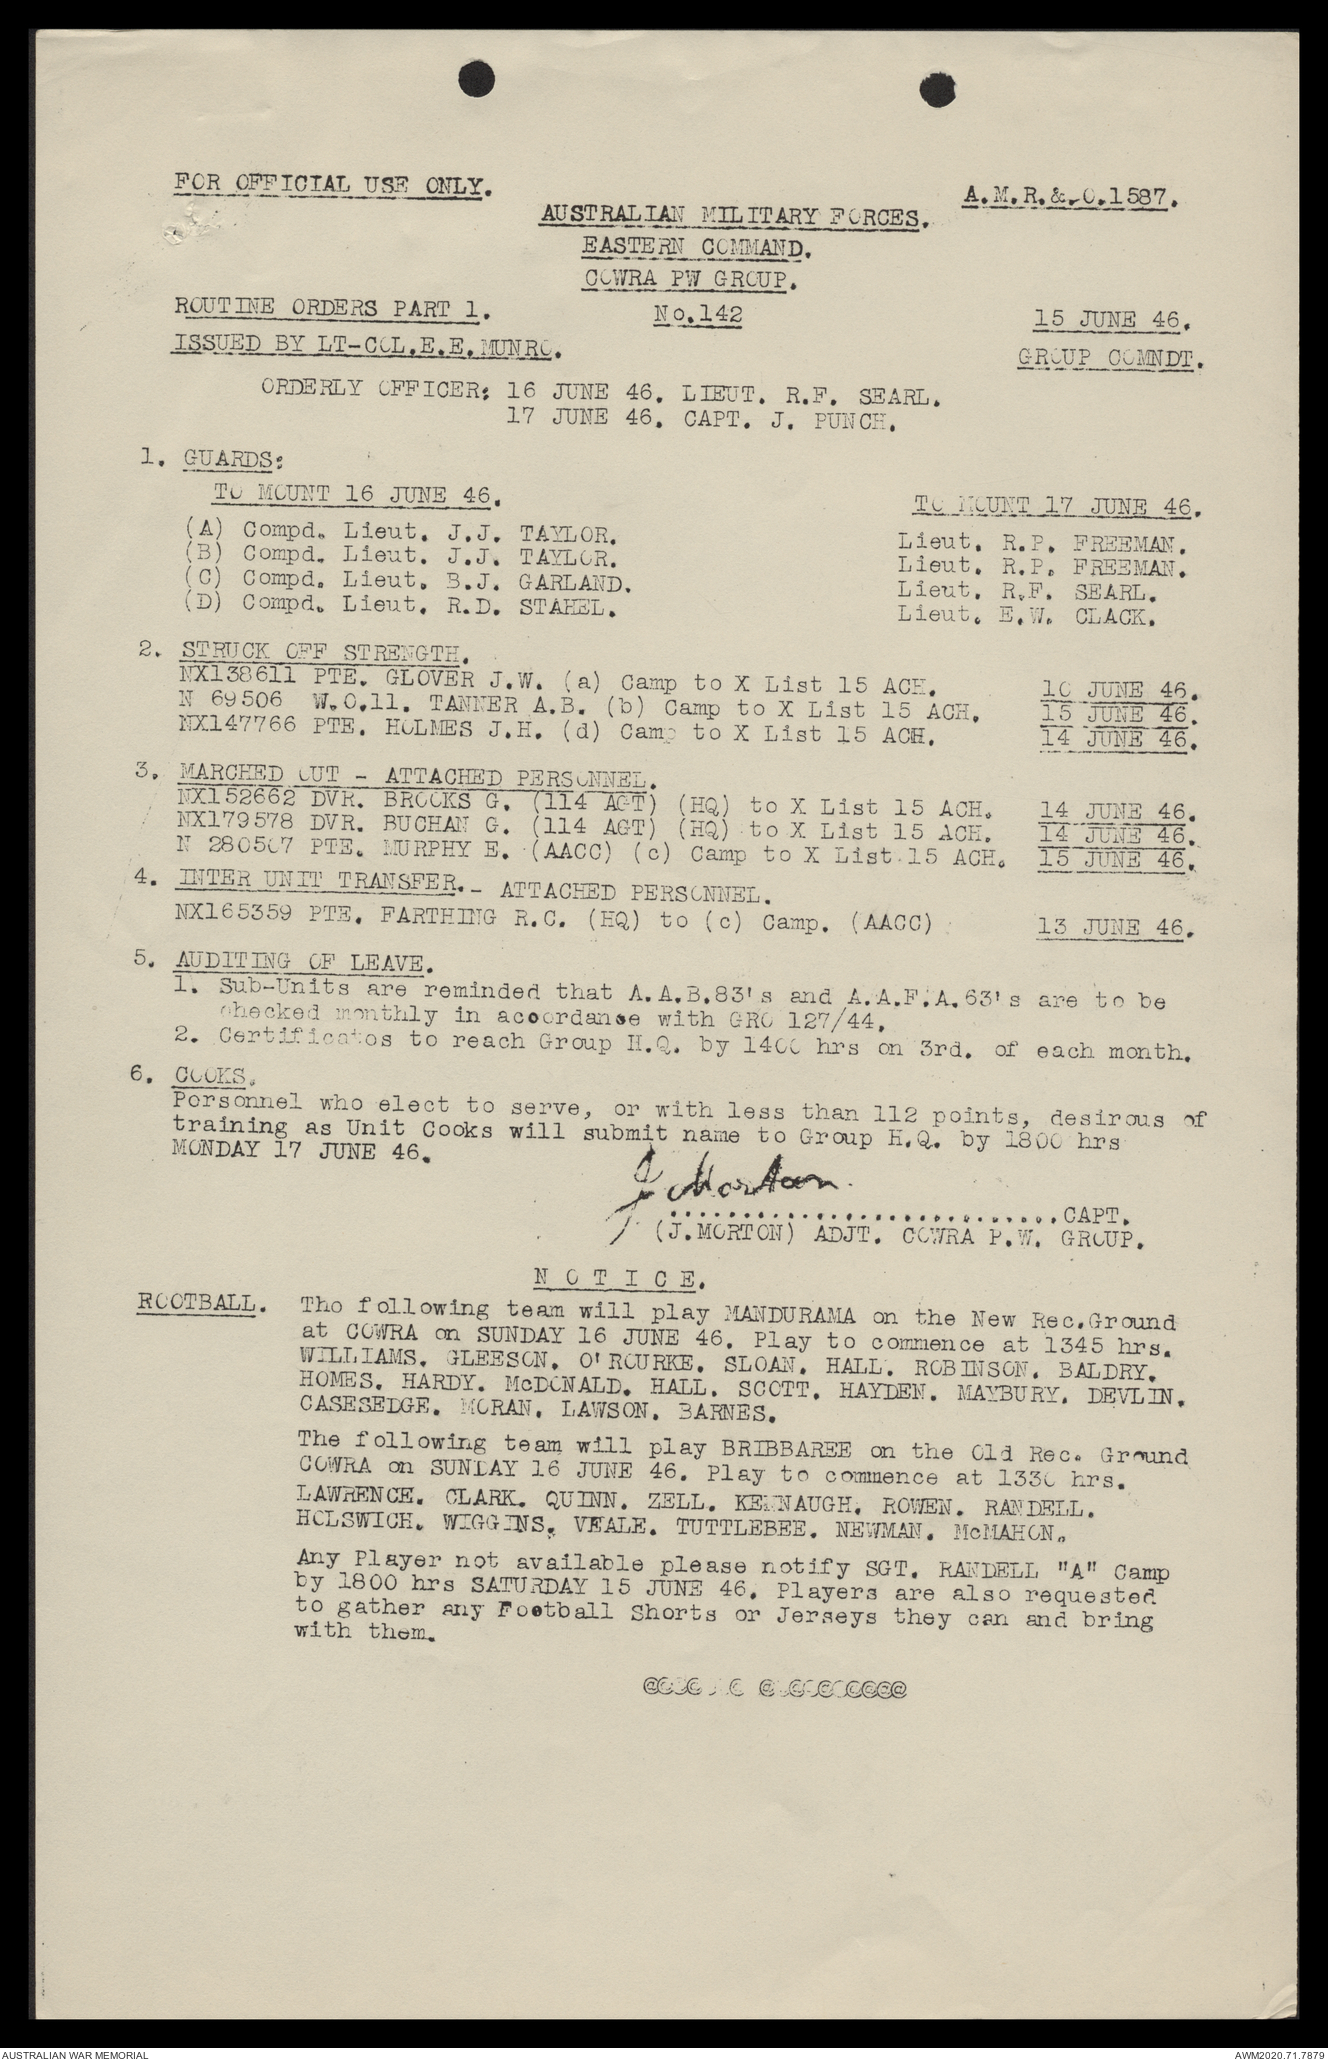 FOR OFFICIAL USE ONLY.
A.M.R.&.O.1587.
AUSTRALIAN MILITARY FORCES.
EASTERN COMMAND.
COWRA PW GROUP.
ROUTINE ORDERS PART 1. No.142 15 JUNE 46.
ISSUED BY LT-COL.E.E.MUNRO. GROUP COMNDT.
ORDERLY OFFICER: 16 JUNE 46. LIEUT. R.F. SEARL.
17 JUNE 46. CAPT. J. PUNCH.
1. GUARDS:
TO MOUNT 16 JUNE 46. TO MOUNT 17 JUNE 46.
(A) Compd. Lieut. J.J. TAYLOR. Lieut. R.P. FREEMAN.
(B) Compd. Lieut. J.J. TAYLOR. Lieut. R.P. FREEMAN.
(C) Compd. Lieut. B.J. GARLAND. Lieut. R.F. SEARL.
(D) Compd. Lieut. R.D. STAHEL. Lieut. E.W. CLACK.
2. STRUCK OFF STRENGTH.
NX138611 PTE. GLOVER J.W. (a) Camp to X List 15 ACH. 10 JUNE 46.
N 69506 W.O.11. TANNER A.B. (b) Camp to X List 15 ACH. 15 JUNE 46.
NX147766 PTE. HOLMES J.H. (d) Camp to X List 15 ACH. 14 JUNE 46.
3. MARCHED OUT - ATTACHED PERSONNEL.
NX152662 DVR. BROOKS G. (114 AGT) (HQ) to X List 15 ACH. 14 JUNE 46.
NX179578 DVR. BUCHAN G. (114 AGT) (HQ) to X List 15 ACH. 14 JUNE 46.
N 280507 PTE. MURPHY E. (AACC) (c) Camp to X List 15 ACH. 15 JUNE 46.
4. INTER UNIT TRANSFER.- ATTACHED PERSONNEL.
NX165359 PTE. FARTHING R.C. (HQ) to (c) Camp. (AACC) 13 JUNE 46.
5. AUDITING OF LEAVE.
1. Sub-Units are reminded that A.A.B.83's and A.A.F.A.63's are to be
checked monthly in accordanse with GRO 127/44.
2. Certificatos to reach Group H.Q. by 1400 hrs on 3rd. of each month.
6. COOKS.
Porsonnel who elect to serve, or with less than 112 points, desirous of
training as Unit Cooks will submit name to Group H.Q. by 1800 hrs
MONDAY 17 JUNE 46.
J Morton
...........................CAPT.
(J.MORTON) ADJT. COWRA P.W. GROUP.
N O T I C E.
ROOTBALL. Tho following team will play MANDURAMA on the New Rec.Ground
at COWRA on SUNDAY 16 JUNE 46. Play to commence at 1345 hrs.
WILLIAMS. GLEESON. O'ROURKE. SLOAN. HALL. ROBINSON. BALDRY.
HOMES. HARDY. McDONALD. HALL. SCOTT. HAYDEN. MAYBURY. DEVLIN.
CASESEDGE. MORAN. LAWSON. BARNES.
The following team will play BRIBBAREE on the Old Rec. Ground
COWRA on SUNDAY 16 JUNE 46. Play to commence at 1330 hrs.
LAWRENCE. CLARK. QUINN. ZELL. KENNAUGH. ROWEN. RANDELL.
HOLSWICH. WIGGINS. VEALE. TUTTLEBEE. NEWMAN. McMAHON.
Any Player not available please notify SGT. RANDELL "A" Camp
by 1800 hrs SATURDAY 15 JUNE 46. Players are also requested
to gather any Football Shorts or Jerseys they can and bring
with them.
AUSTRALIAN WAR MEMORIAL AWM2020.71.7879